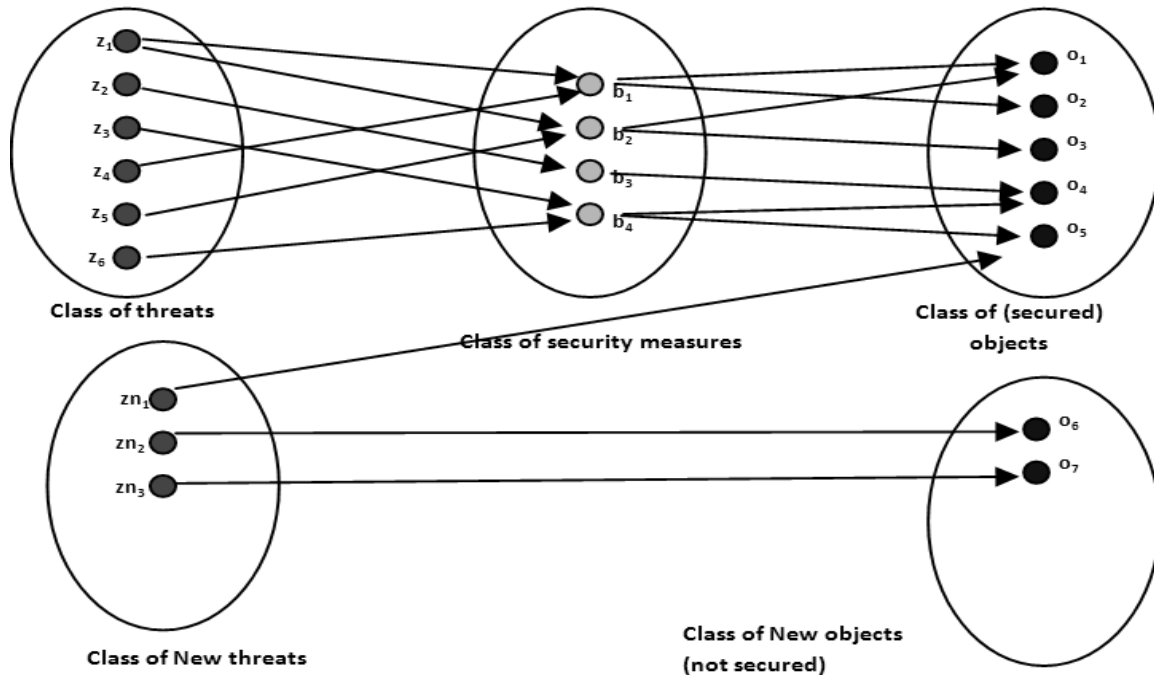 z₁
z₂
z₃
z₄
z₅
z₆
Class of threats
b₁
b₂
b₃
b₄
Class of security measures
o₁
o₂
o₃
o₄
o₅
Class of (secured)
objects
zn₁
zn₂
zn₃
Class of New threats
o₆
o₇
Class of New objects
(not secured)